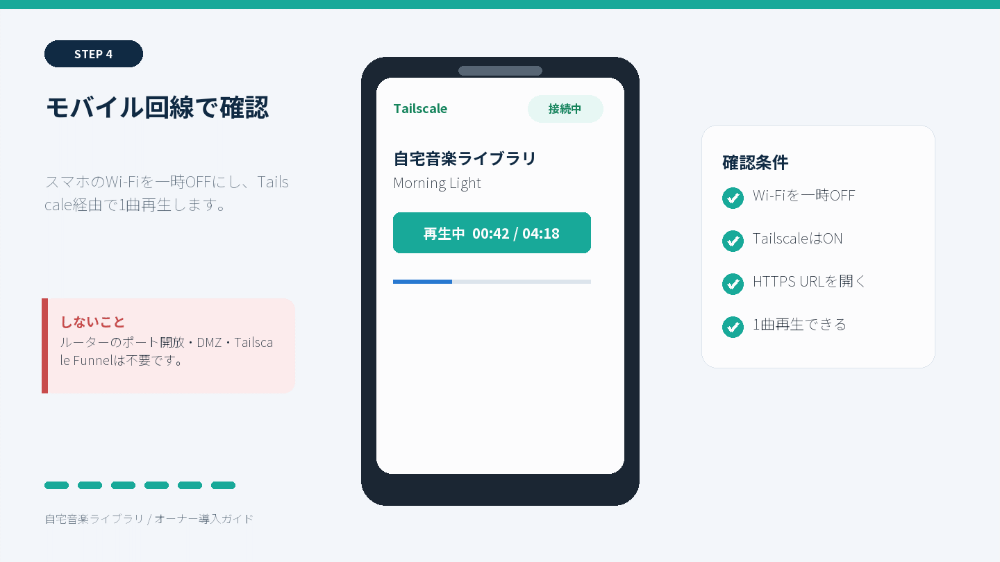 STEP 4
モバイル回線で確認
スマホのWi-Fiを一時OFFにし、Tails
cale経由で1曲再生します。
しないこと
ルーターのポート開放・DMZ・Tailsca
le Funnelは不要です。
自宅音楽ライブラリ / オーナー導入ガイド
Tailscale
接続中
自宅音楽ライブラリ
Morning Light
再生中 00:42 / 04:18
確認条件
Wi-Fiを一時OFF
TailscaleはON
HTTPS URLを開く
1曲再生できる